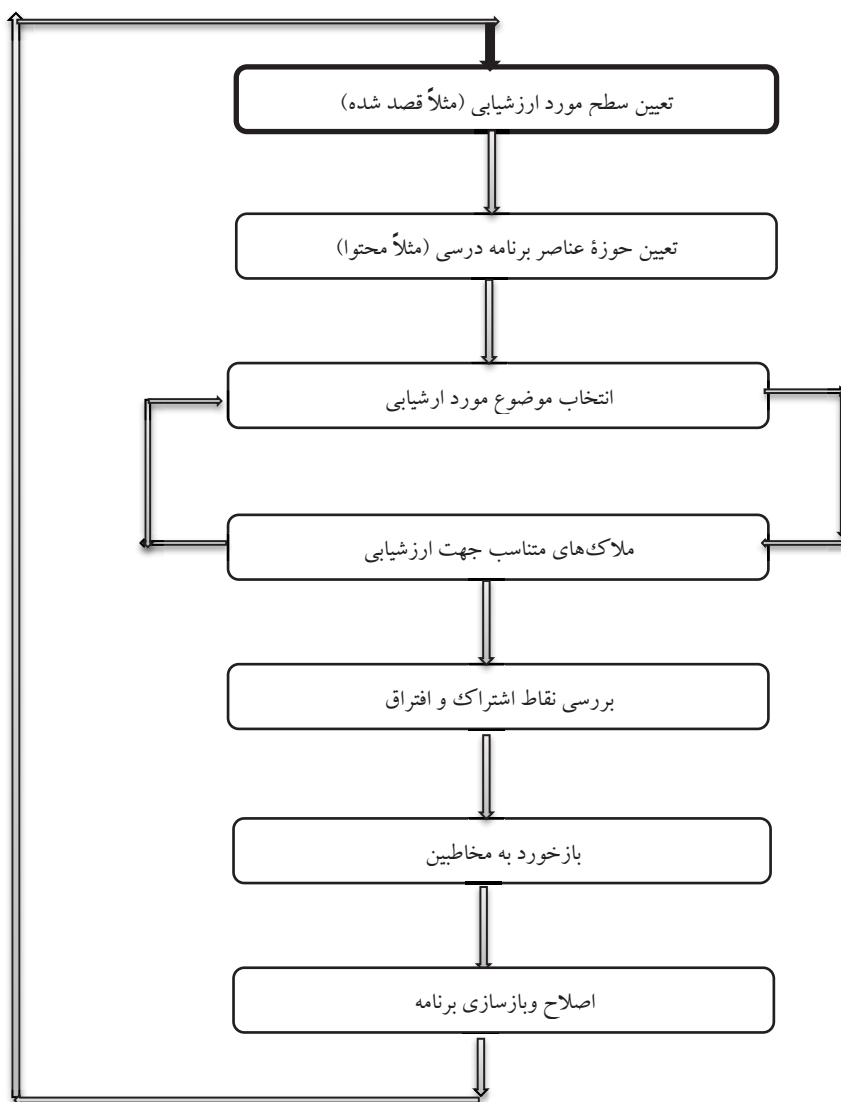 تعیین سطح مورد ارزشیابی (مثلاً قصد شده)
تعیین حوزۀ عناصر برنامه درسی (مثلاً محتوا)
انتخاب موضوع مورد ارشیابی
ملاک‌های متناسب جهت ارزشیابی
بررسی نقاط اشتراک و افتراق
بازخورد به مخاطبین
اصلاح وبازسازی برنامه